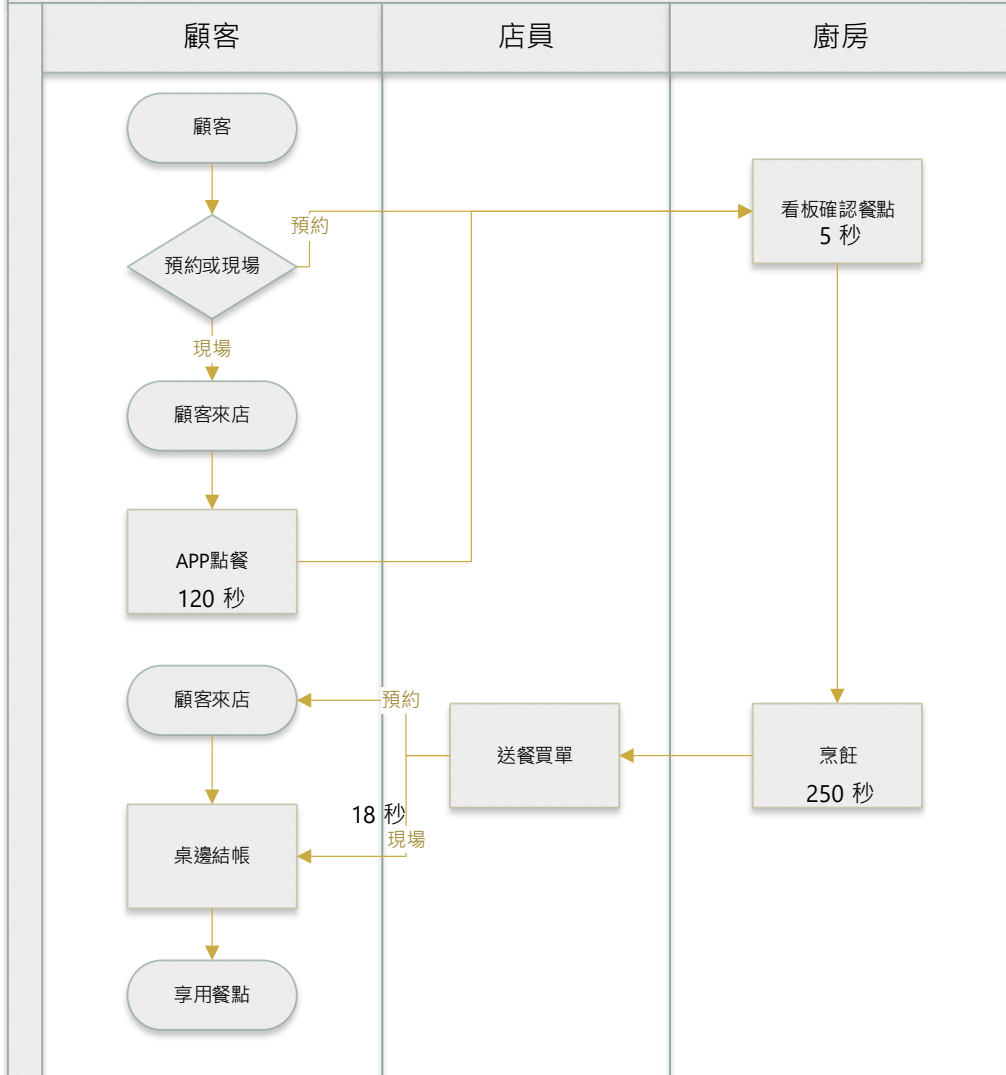 顧客
店員
廚房
顧客
預約
看板確認餐點
5 秒
預約或現場
現場
顧客來店
APP點餐
120 秒
顧客來店
預約
送餐買單
烹飪
250 秒
18 秒
現場
桌邊結帳
享用餐點